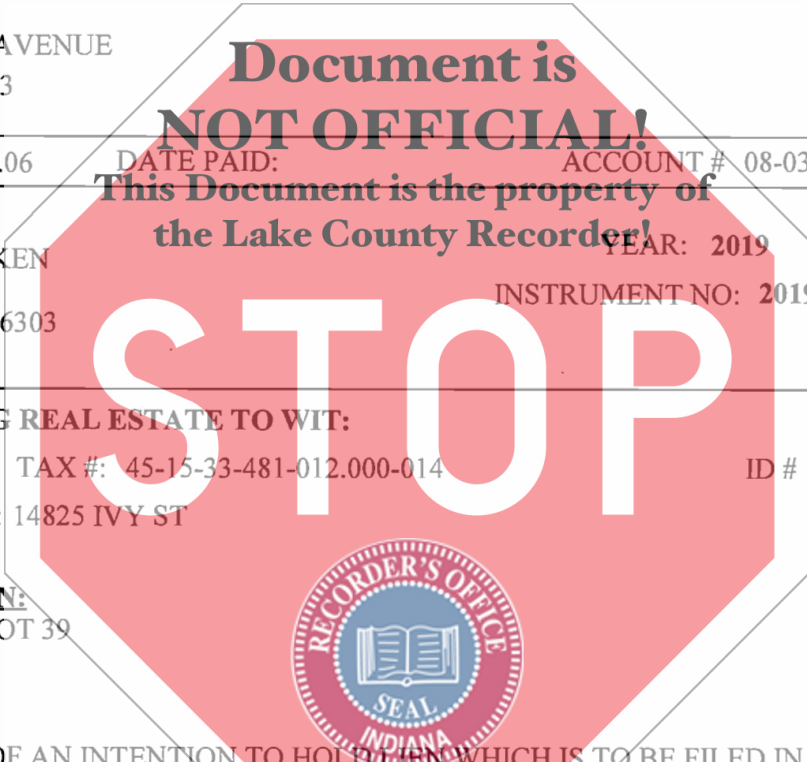 AVENUE
Document is
3
NOT OFFICIAL!
.06 DATE PAID: ACCOUNT # 08-03
This Document is the property of
the Lake County Recorder!
YEAR: 2019
KEN
INSTRUMENT NO: 2019
6303
STOP
G REAL ESTATE TO WIT:
TAX #: 45-15-33-481-012.000-014 ID #
: 14825 IVY ST
RECORDER'S OFFICE
N:
OT 39
SEAL
INDIANA
OF AN INTENTION TO HOLD LIEN WHICH IS TO BE FILED IN